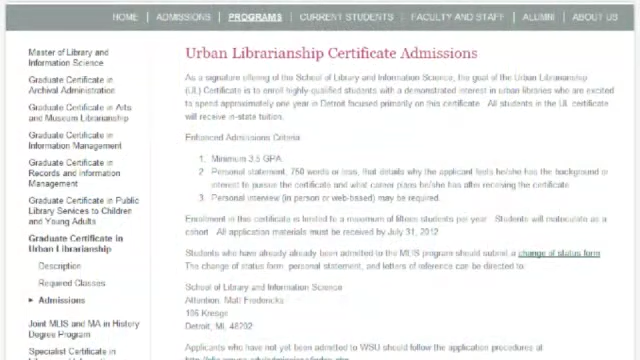 HOME | ADMISSIONS | PROGRAMS | CURRENT STUDENTS | FACULTY AND STAFF | ALUMNI | ABOUT US
Master of Library and
Information Science
Graduate Certificate in
Archival Administration
Graduate Certificate in Arts
and Museum Librarianship
Graduate Certificate in
Information Management
Graduate Certificate in
Records and Information
Management
Graduate Certificate in Public
Library Services to Children
and Young Adults
Graduate Certificate in
Urban Librarianship
Description
Required Classes
Admissions
Joint MLIS and MA in History
Degree Program
Specialist Certificate in
Urban Librarianship Certificate Admissions
As a signature offering of the School of Library and Information Science, the goal of the Urban Librarianship
(UL) Certificate is to enroll highly qualified students with a demonstrated interest in urban libraries who are excited
to spend approximately one year in Detroit focused primarily on this certificate. All students in the UL certificate
will receive in-state tuition.
Enhanced Admissions Criteria
1. Minimum 3.5 GPA
2. Personal statement, 750 words or less, that details why the applicant feels he/she has the background or
interest to pursue the certificate and what career plans he/she has after receiving the certificate.
3. Personal interview (in person or web-based) may be required.
Enrollment in this certificate is limited to a maximum of fifteen students per year. Students will matriculate as a
cohort. All application materials must be received by July 31, 2012
Students who have already already been admitted to the MLIS program should submit a change of status form
The change of status form, personal statement, and letters of reference can be directed to:
School of Library and Information Science
Attention: Matt Fredericks
106 Kresge
Detroit, MI, 48202
Applicants who have not yet been admitted to WSU should follow the application procedures at